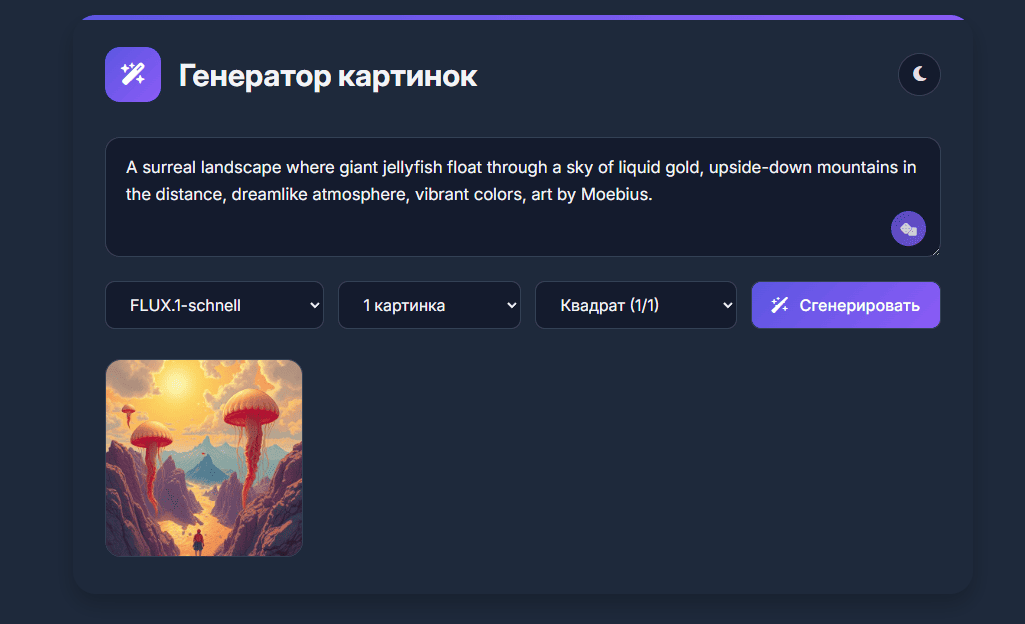 Генератор картинок
A surreal landscape where giant jellyfish float through a sky of liquid gold, upside-down mountains in
the distance, dreamlike atmosphere, vibrant colors, art by Moebius.
FLUX.1-schnell
1 картинка
Квадрат (1/1)
Сгенерировать